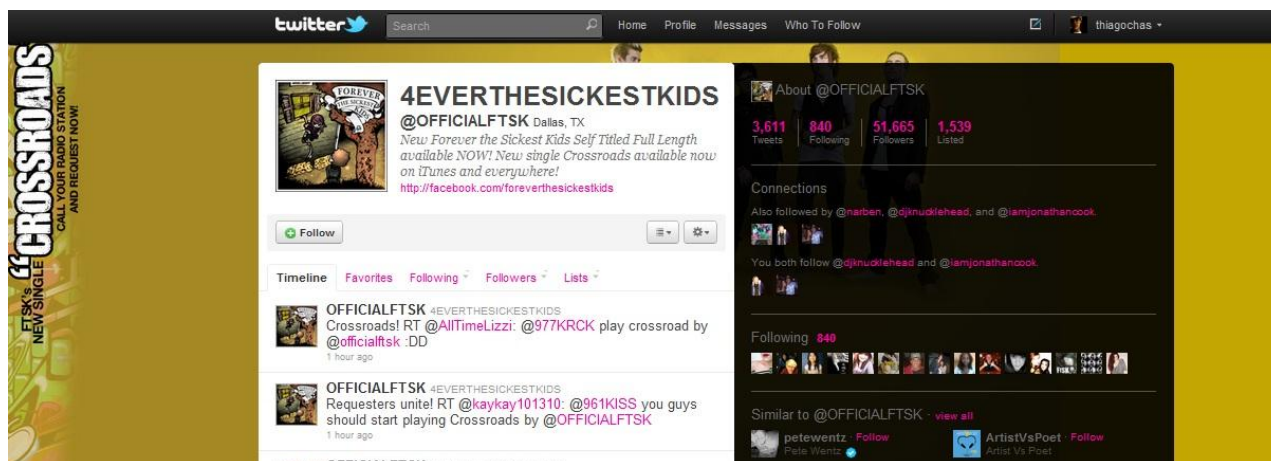 twitter
Search
Home Profile Messages Who To Follow
thiagochas
FTSK's
NEW SINGLE
“CROSSROADS
CALL YOUR RADIO STATION
AND REQUEST NOW!
FOREVER
THE SICKEST
KIDS
4EVERTHESICKESTKIDS
@OFFICIALFTSK Dallas, TX
New Forever the Sickest Kids Self Titled Full Length
available NOW! New single Crossroads available now
on iTunes and everywhere!
http://facebook.com/foreverthesickestkids
Follow
Timeline Favorites Following Followers Lists
OFFICIALFTSK 4EVERTHESICKESTKIDS
Crossroads! RT @AllTimeLizzi: @977KRCK play crossroad by
@officialftsk :DD
1 hour ago
OFFICIALFTSK 4EVERTHESICKESTKIDS
Requesters unite! RT @kaykay101310: @961KISS you guys
should start playing Crossroads by @OFFICIALFTSK
1 hour ago
About @OFFICIALFTSK
3,611 840 51,665 1,539
Tweets Following Followers Listed
Connections
Also followed by @narben, @djknucklehead, and @iamjonathancook.
You both follow @djknucklehead and @iamjonathancook.
Following 840
Similar to @OFFICIALFTSK · view all
petewentz · Follow
Pete Wentz
ArtistVsPoet · Follow
Artist Vs Poet